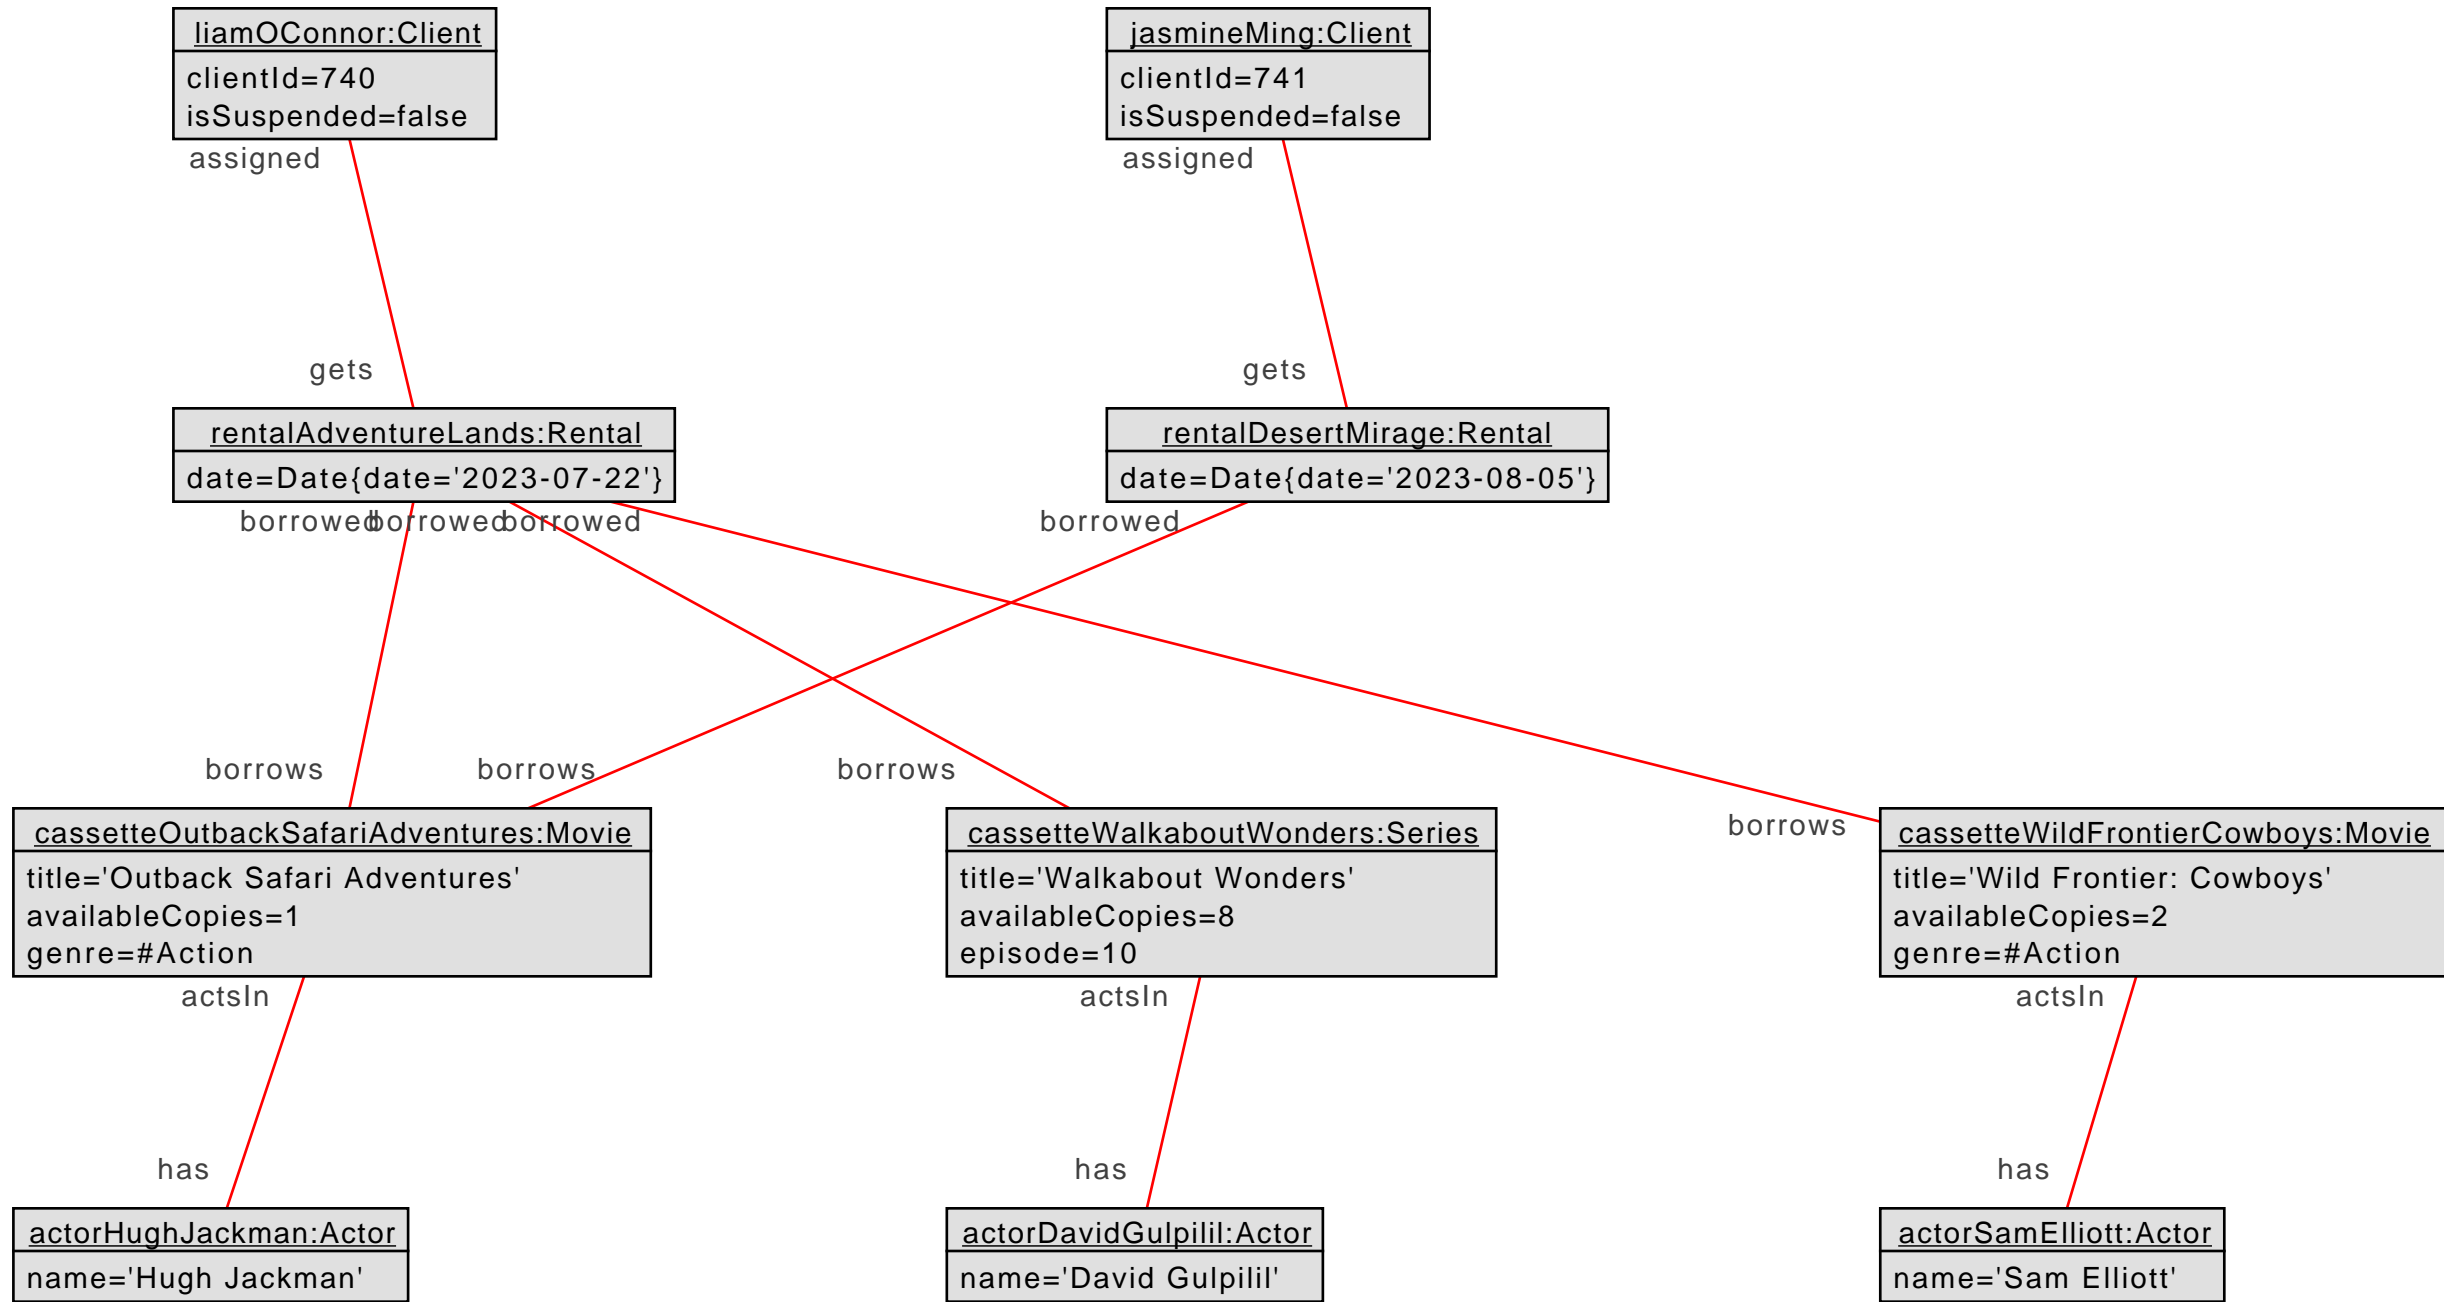 liamOConnor:Client
clientId=740
isSuspended=false
assigned
jasmineMing:Client
clientId=741
isSuspended=false
assigned
gets
gets
rentalAdventureLands:Rental
date=Date{date='2023-07-22'}
borrowed
borrowed
borrowed
rentalDesertMirage:Rental
date=Date{date='2023-08-05'}
borrowed
borrows
borrows
borrows
borrows
cassetteOutbackSafariAdventures:Movie
title='Outback Safari Adventures'
availableCopies=1
genre=#Action
actsIn
cassetteWalkaboutWonders:Series
title='Walkabout Wonders'
availableCopies=8
episode=10
actsIn
cassetteWildFrontierCowboys:Movie
title='Wild Frontier: Cowboys'
availableCopies=2
genre=#Action
actsIn
has
has
has
actorHughJackman:Actor
name='Hugh Jackman'
actorDavidGulpilil:Actor
name='David Gulpilil'
actorSamElliott:Actor
name='Sam Elliott'